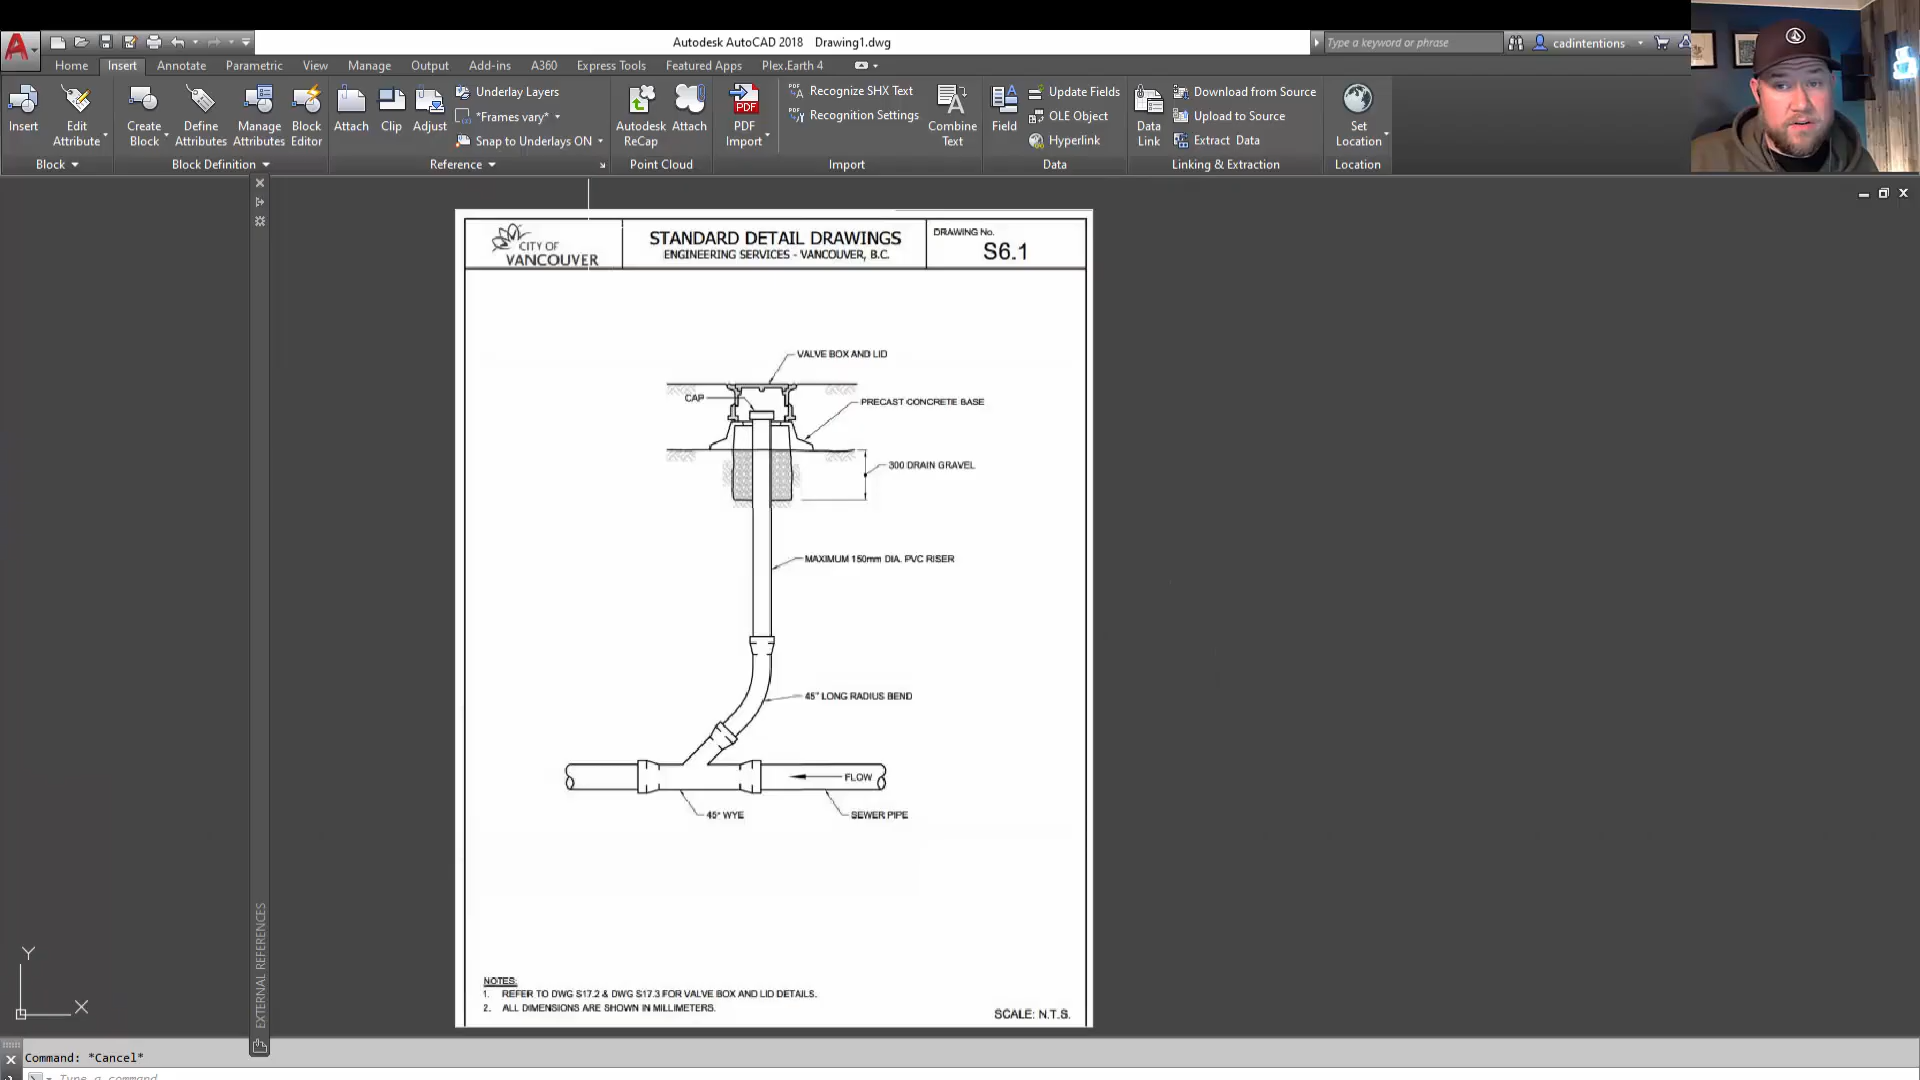 Autodesk AutoCAD 2018 Drawing1.dwg
Type a keyword or phrase
cadintentions
Home Insert Annotate Parametric View Manage Output Add-ins A360 Express Tools Featured Apps Plex.Earth 4
Insert
Edit Attribute
Block
Create Block
Define Attributes
Manage Attributes
Block Editor
Block Definition
Attach
Clip
Adjust
Underlay Layers
*Frames vary*
Snap to Underlays ON
Reference
Autodesk ReCap
Attach
Point Cloud
PDF
PDF Import
Recognize SHX Text
Recognition Settings
Combine Text
Import
Field
Update Fields
OLE Object
Hyperlink
Data
Data Link
Download from Source
Upload to Source
Extract Data
Linking & Extraction
Set Location
Location
CITY OF
VANCOUVER
STANDARD DETAIL DRAWINGS
ENGINEERING SERVICES - VANCOUVER, B.C.
DRAWING No.
S6.1
VALVE BOX AND LID
CAP
PRECAST CONCRETE BASE
300 DRAIN GRAVEL
MAXIMUM 150mm DIA. PVC RISER
45° LONG RADIUS BEND
FLOW
45° WYE
SEWER PIPE
NOTES:
1. REFER TO DWG S17.2 & DWG S17.3 FOR VALVE BOX AND LID DETAILS.
2. ALL DIMENSIONS ARE SHOWN IN MILLIMETERS.
SCALE: N.T.S.
EXTERNAL REFERENCES
Y
X
Command: *Cancel*
Type a command